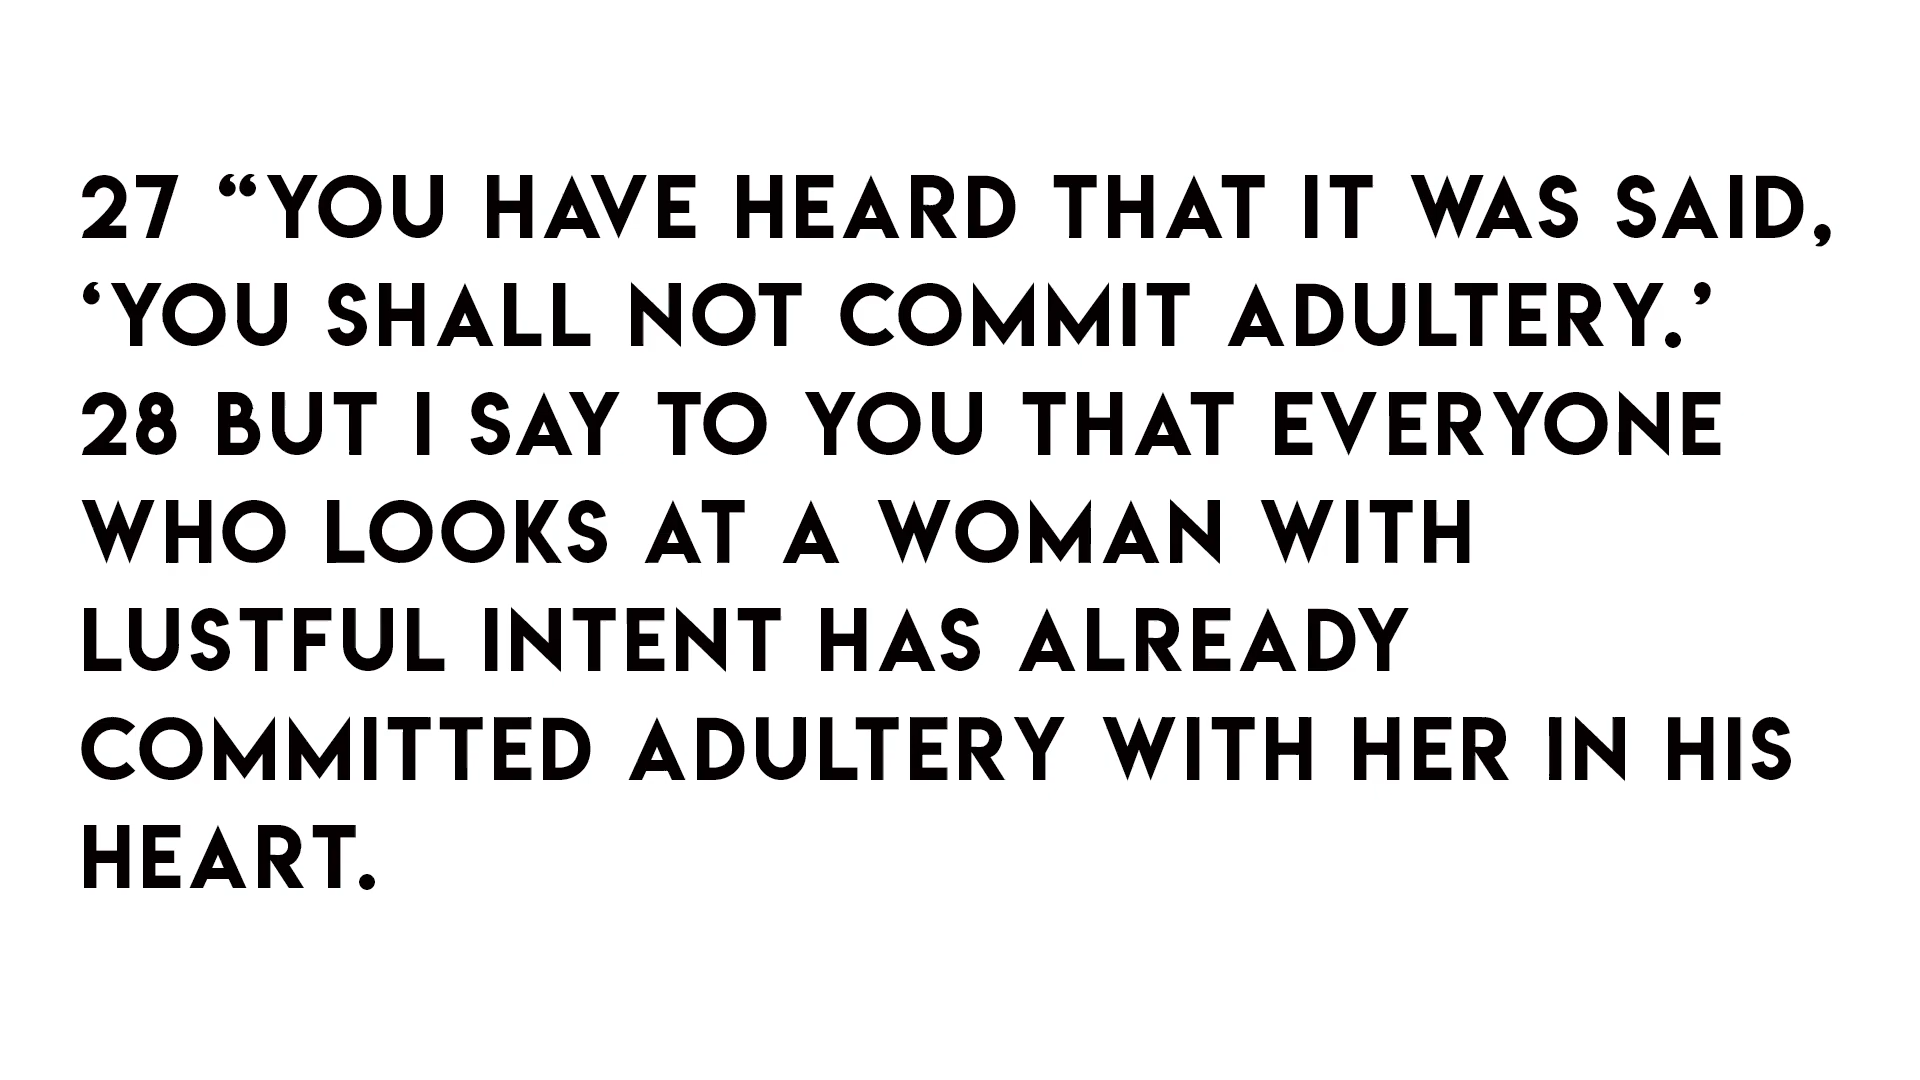 27 “YOU HAVE HEARD THAT IT WAS SAID,
‘YOU SHALL NOT COMMIT ADULTERY.’
28 BUT I SAY TO YOU THAT EVERYONE
WHO LOOKS AT A WOMAN WITH
LUSTFUL INTENT HAS ALREADY
COMMITTED ADULTERY WITH HER IN HIS
HEART.